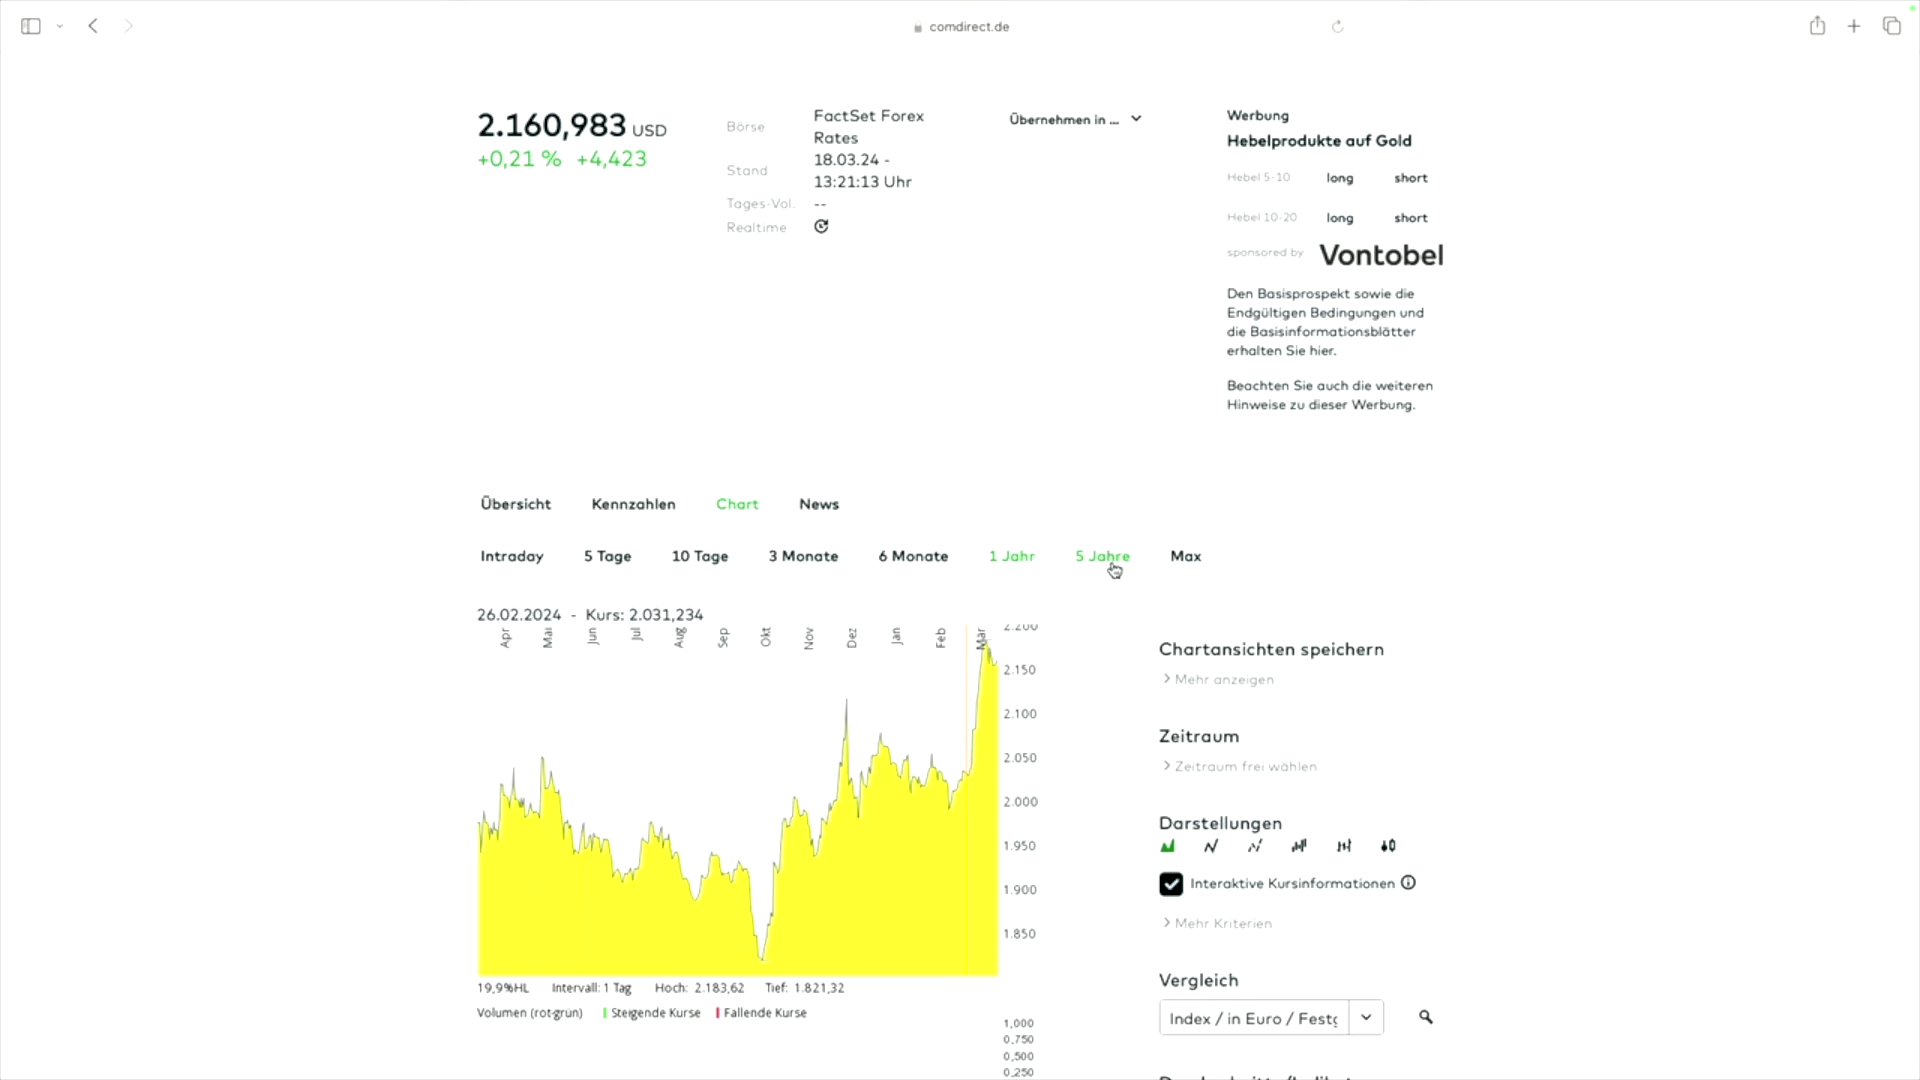 comdirect.de
2.160,983 USD
+0,21 % +4,423
Börse
FactSet Forex
Rates
Stand
18.03.24 -
13:21:13 Uhr
Tages-Vol.
--
Realtime
Übernehmen in ...
Werbung
Hebelprodukte auf Gold
Hebel 5-10 long short
Hebel 10-20 long short
sponsored by Vontobel
Den Basisprospekt sowie die
Endgültigen Bedingungen und
die Basisinformationsblätter
erhalten Sie hier.
Beachten Sie auch die weiteren
Hinweise zu dieser Werbung.
Übersicht Kennzahlen Chart News
Intraday 5 Tage 10 Tage 3 Monate 6 Monate 1 Jahr 5 Jahre Max
26.02.2024 - Kurs: 2.031,234
Apr Mai Jun Jul Aug Sep Okt Nov Dez Jan Feb Mär
2.200
2.150
2.100
2.050
2.000
1.950
1.900
1.850
19,9%HL Intervall: 1 Tag Hoch: 2.183,62 Tief: 1.821,32
Volumen (rot-grün) Steigende Kurse Fallende Kurse
1,000
0,750
0,500
0,250
Chartansichten speichern
Mehr anzeigen
Zeitraum
Zeitraum frei wählen
Darstellungen
Interaktive Kursinformationen
Mehr Kriterien
Vergleich
Index / in Euro / Festg